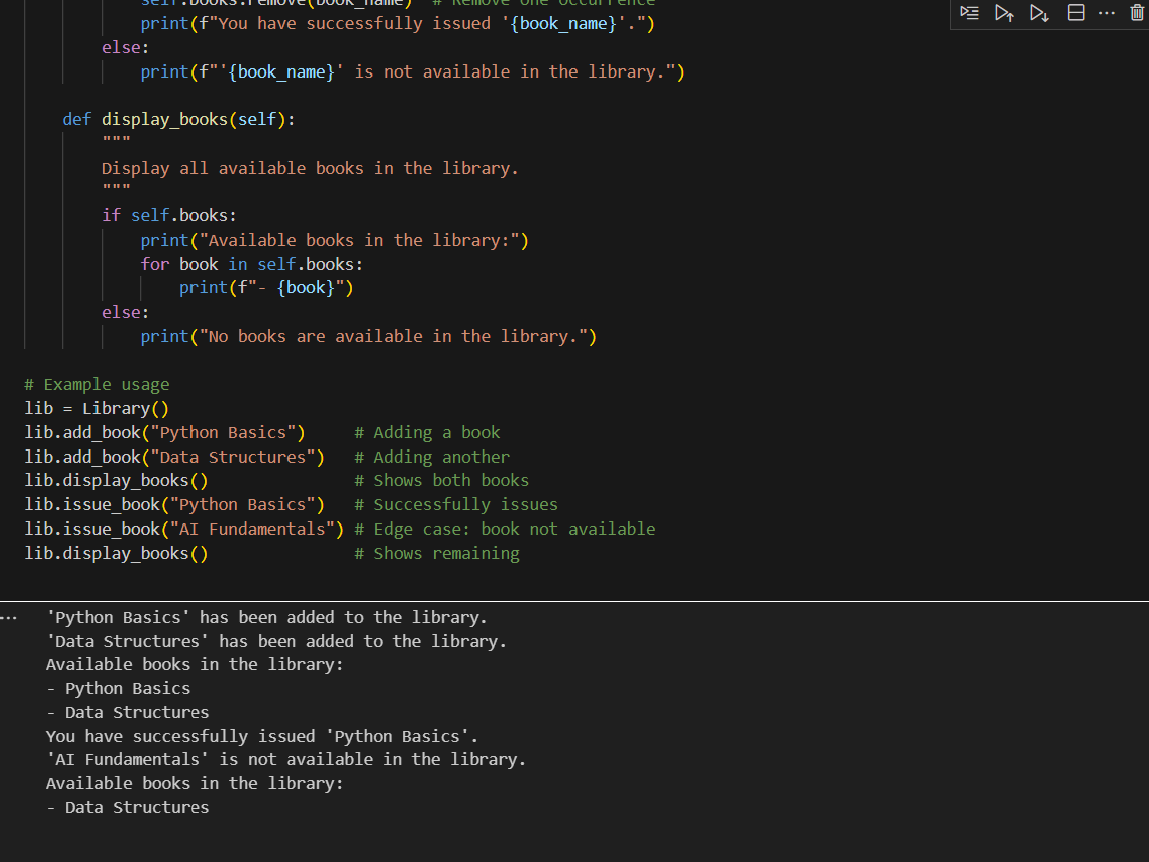 self.books.remove(book_name)  # Remove one occurrence
            print(f"You have successfully issued '{book_name}'.")
        else:
            print(f"'{book_name}' is not available in the library.")
    def display_books(self):
        """
        Display all available books in the library.
        """
        if self.books:
            print("Available books in the library:")
            for book in self.books:
                print(f"- {book}")
        else:
            print("No books are available in the library.")
# Example usage
lib = Library()
lib.add_book("Python Basics")     # Adding a book
lib.add_book("Data Structures")   # Adding another
lib.display_books()               # Shows both books
lib.issue_book("Python Basics")   # Successfully issues
lib.issue_book("AI Fundamentals") # Edge case: book not available
lib.display_books()               # Shows remaining
'Python Basics' has been added to the library.
'Data Structures' has been added to the library.
Available books in the library:
- Python Basics
- Data Structures
You have successfully issued 'Python Basics'.
'AI Fundamentals' is not available in the library.
Available books in the library:
- Data Structures